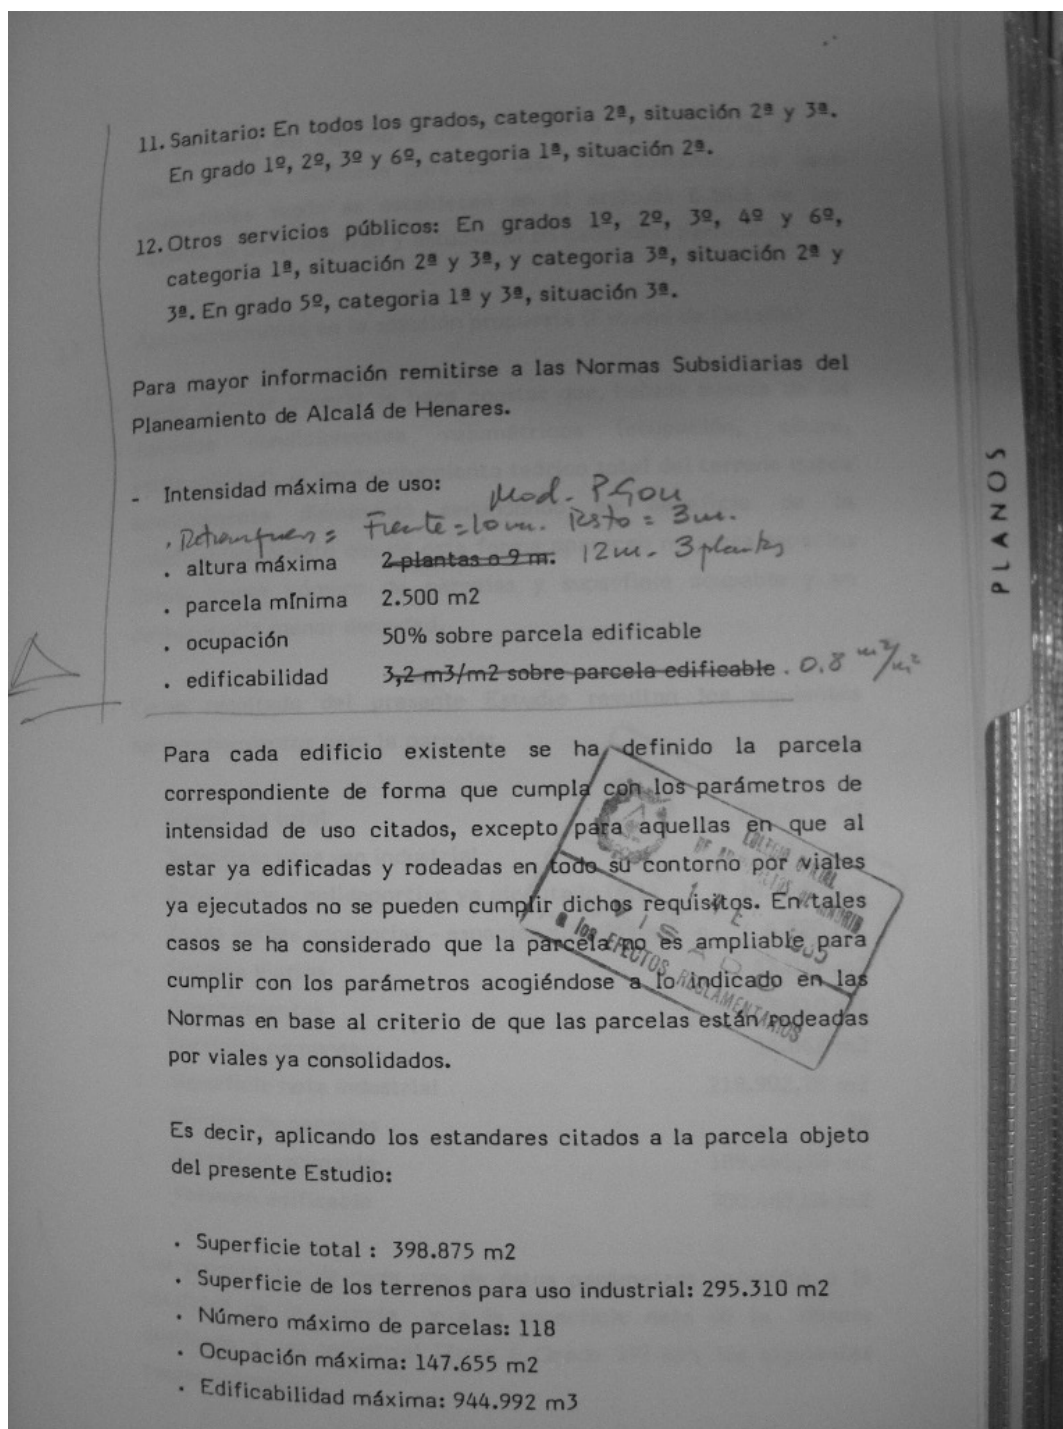 11. Sanitario: En todos los grados, categoria 2ª, situación 2ª y 3ª.
En grado 1º, 2º, 3º y 6º, categoria 1ª, situación 2ª.
12. Otros servicios públicos: En grados 1º, 2º, 3º, 4º y 6º,
categoria 1ª, situación 2ª y 3ª, y categoria 3ª, situación 2ª y
3ª. En grado 5º, categoria 1ª y 3ª, situación 3ª.
Para mayor información remitirse a las Normas Subsidiarias del
Planeamiento de Alcalá de Henares.
- Intensidad máxima de uso:
Mod. PGou
. Retranqueos = Frente = 10 m. Resto = 3 m.
. altura máxima 2 plantas o 9 m. 12 m. 3 plantas
. parcela mínima 2.500 m2
. ocupación 50% sobre parcela edificable
. edificabilidad 3,2 m3/m2 sobre parcela edificable . 0.8 m²/m²
Para cada edificio existente se ha definido la parcela
correspondiente de forma que cumpla con los parámetros de
intensidad de uso citados, excepto para aquellas en que al
estar ya edificadas y rodeadas en todo su contorno por viales
ya ejecutados no se pueden cumplir dichos requisitos. En tales
casos se ha considerado que la parcela no es ampliable para
cumplir con los parámetros acogiéndose a lo indicado en las
Normas en base al criterio de que las parcelas están rodeadas
por viales ya consolidados.
COLEGIO OFICIAL
DE ARQUITECTOS DE MADRID
VISADO
a los EFECTOS REGLAMENTARIOS
Es decir, aplicando los estandares citados a la parcela objeto
del presente Estudio:
. Superficie total : 398.875 m2
. Superficie de los terrenos para uso industrial: 295.310 m2
. Número máximo de parcelas: 118
. Ocupación máxima: 147.655 m2
. Edificabilidad máxima: 944.992 m3
PLANOS